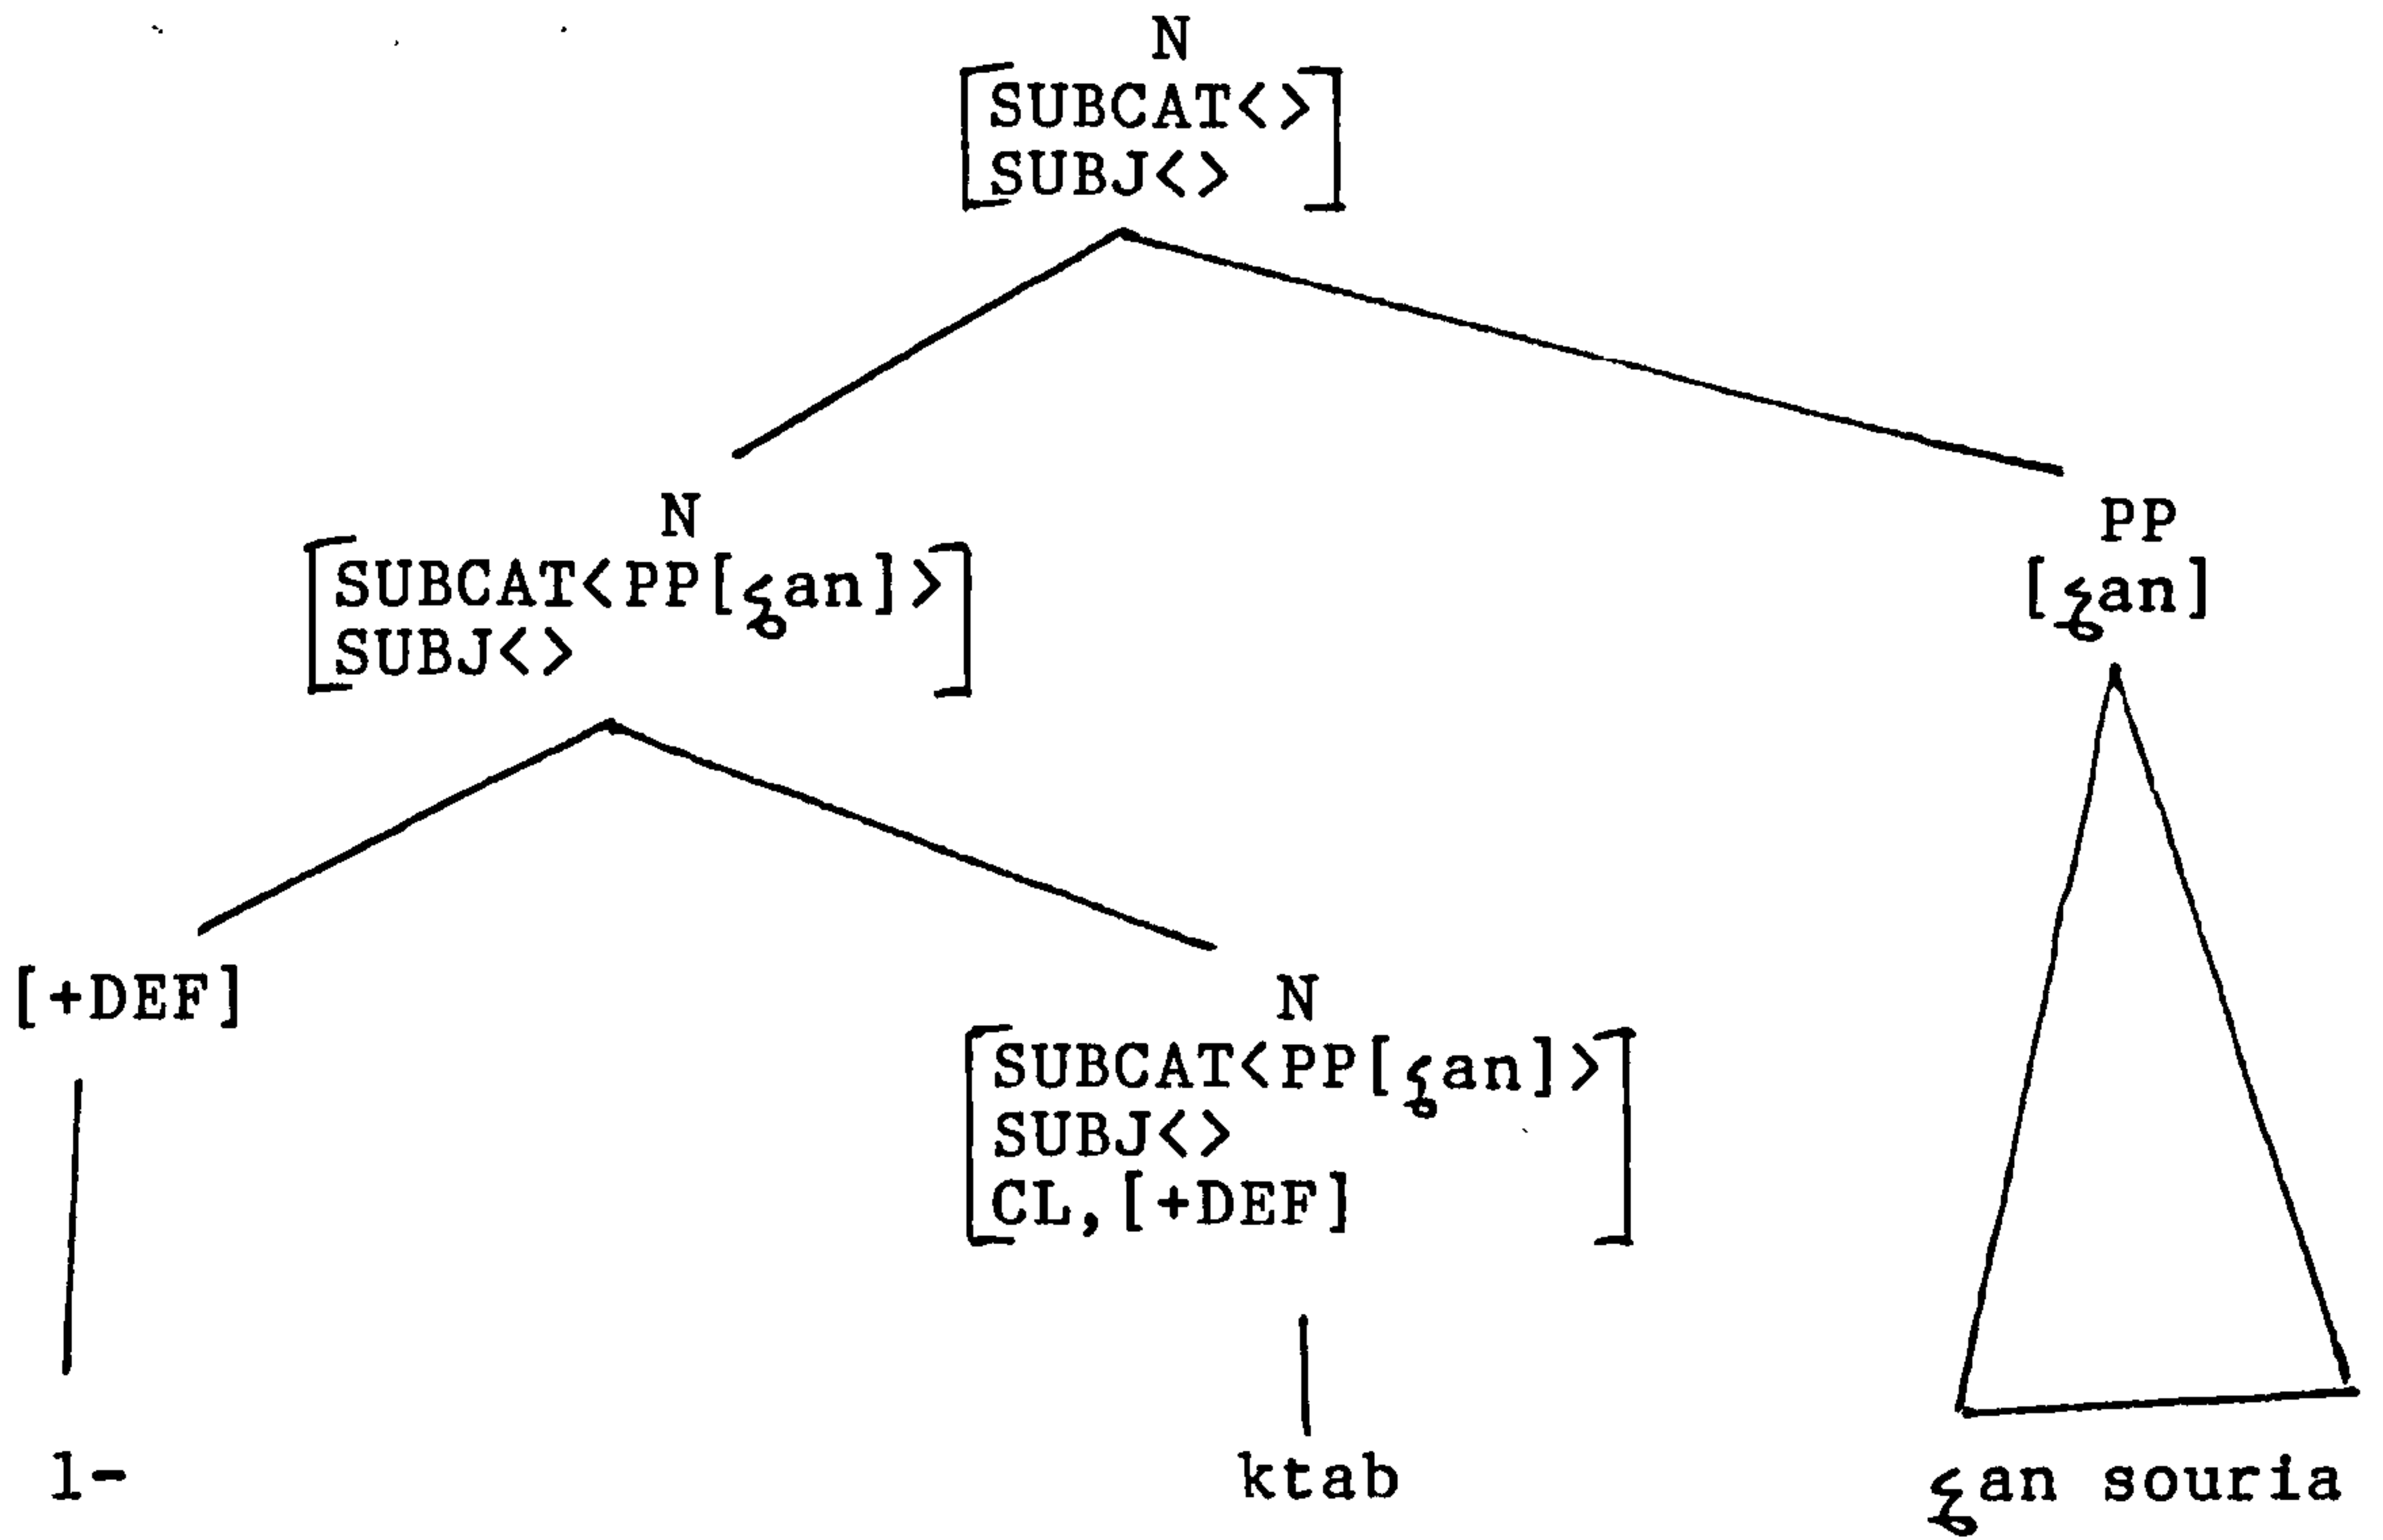 N
SUBCAT<>
SUBJ<>
N
SUBCAT<PP[ʕan]>
SUBJ<>
PP
[ʕan]
[+DEF]
N
SUBCAT<PP[ʕan]>
SUBJ<>
CL,[+DEF]
l-
ktab
ʕan souria